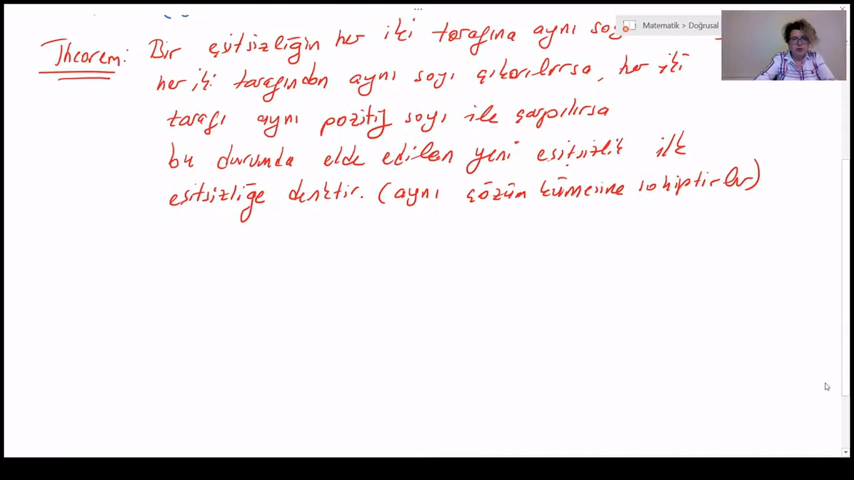 Matematik > Doğrusal
Theorem: Bir eşitsizliğin her iki tarafına aynı sayı
her iki tarafından aynı sayı çıkarılırsa, her iki
tarafı aynı pozitif sayı ile çarpılırsa
bu durumda elde edilen yeni eşitsizlik ilk
eşitsizliğe denktir. (aynı çözüm kümesine sahiptirler)